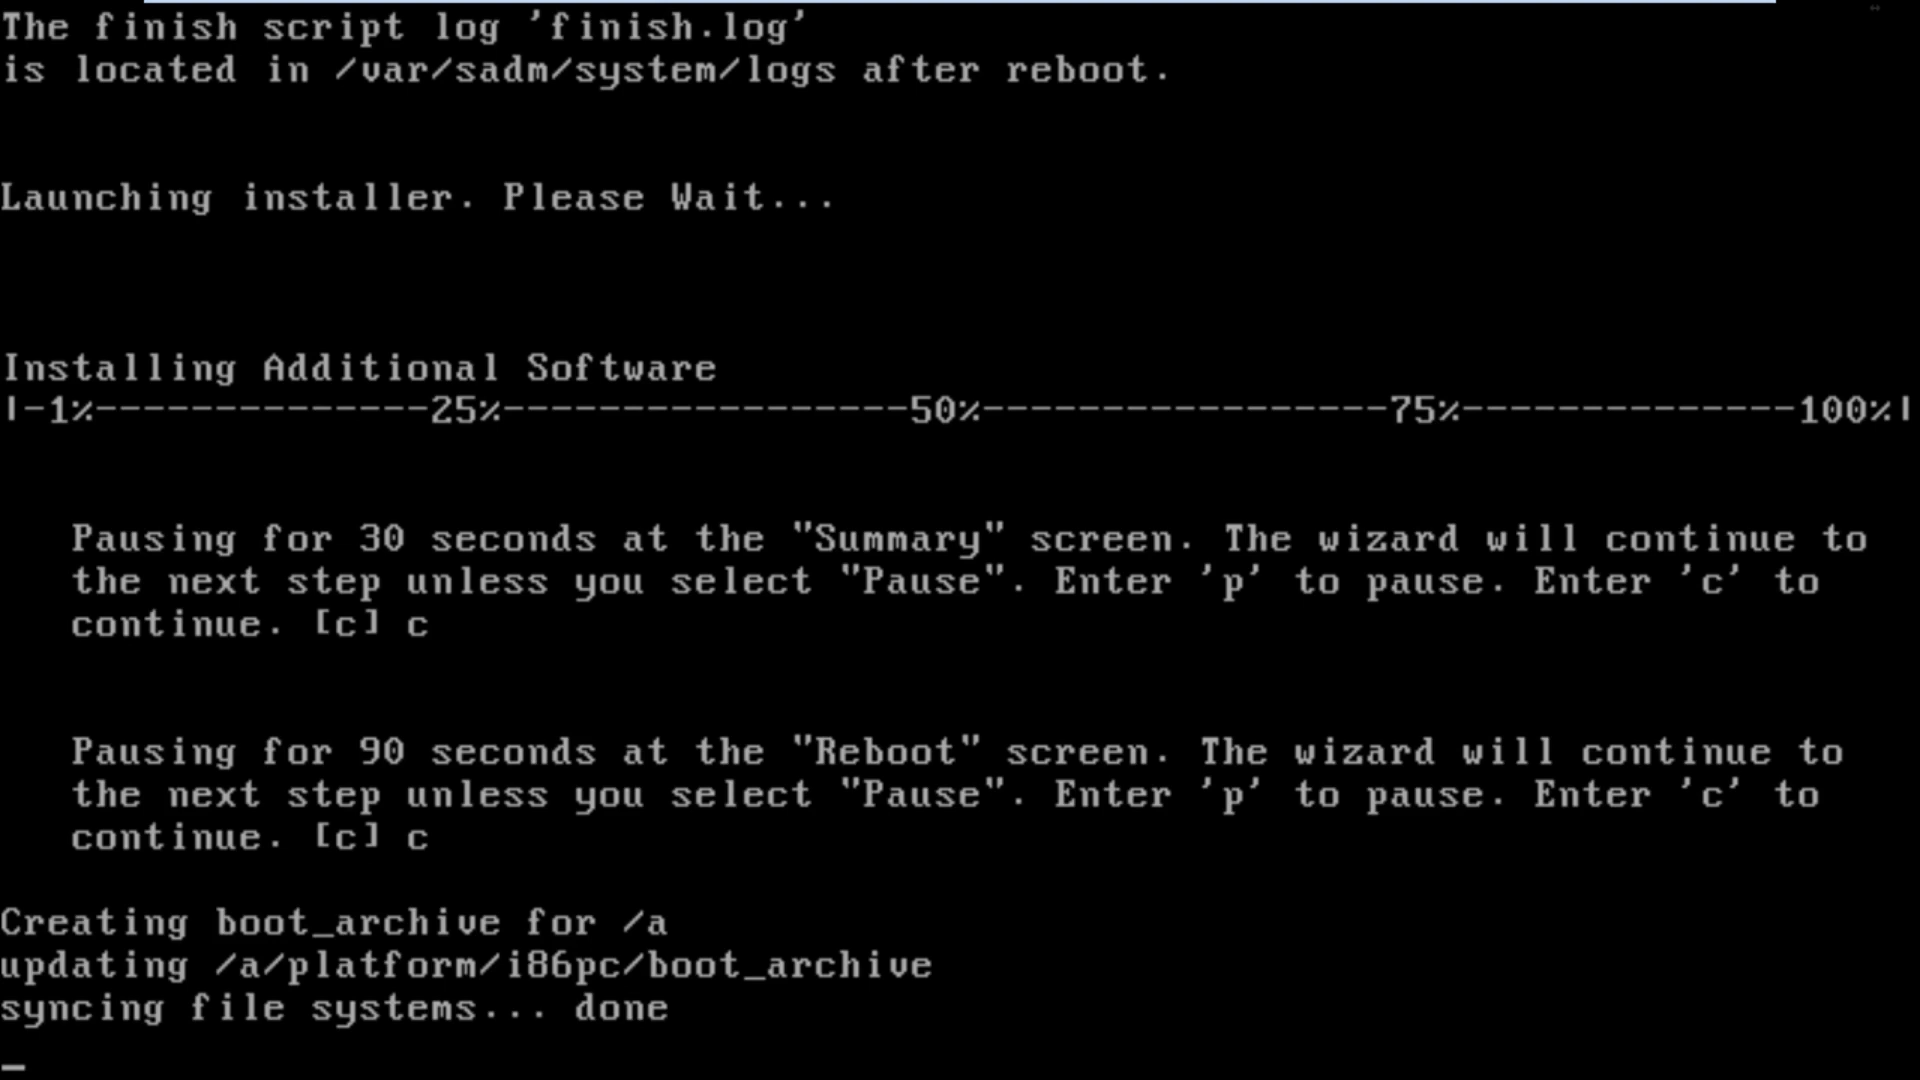 The finish script log 'finish.log'
is located in /var/sadm/system/logs after reboot.
Launching installer. Please Wait...
Installing Additional Software
|-1%--------------25%-----------------50%-----------------75%--------------100%|
Pausing for 30 seconds at the "Summary" screen. The wizard will continue to
the next step unless you select "Pause". Enter 'p' to pause. Enter 'c' to
continue. [c] c
Pausing for 90 seconds at the "Reboot" screen. The wizard will continue to
the next step unless you select "Pause". Enter 'p' to pause. Enter 'c' to
continue. [c] c
Creating boot_archive for /a
updating /a/platform/i86pc/boot_archive
syncing file systems... done
_